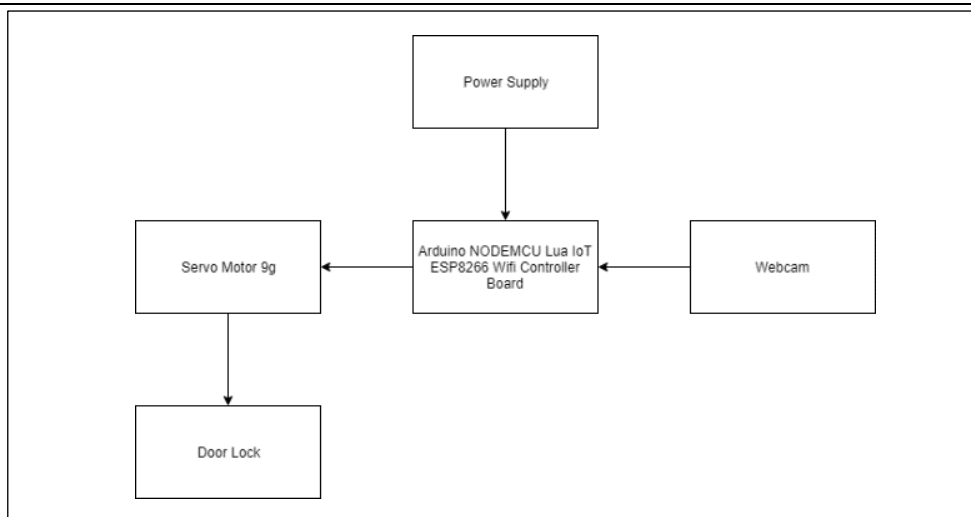 Power Supply
Servo Motor 9g
Arduino NODEMCU Lua IoT
ESP8266 Wifi Controller
Board
Webcam
Door Lock